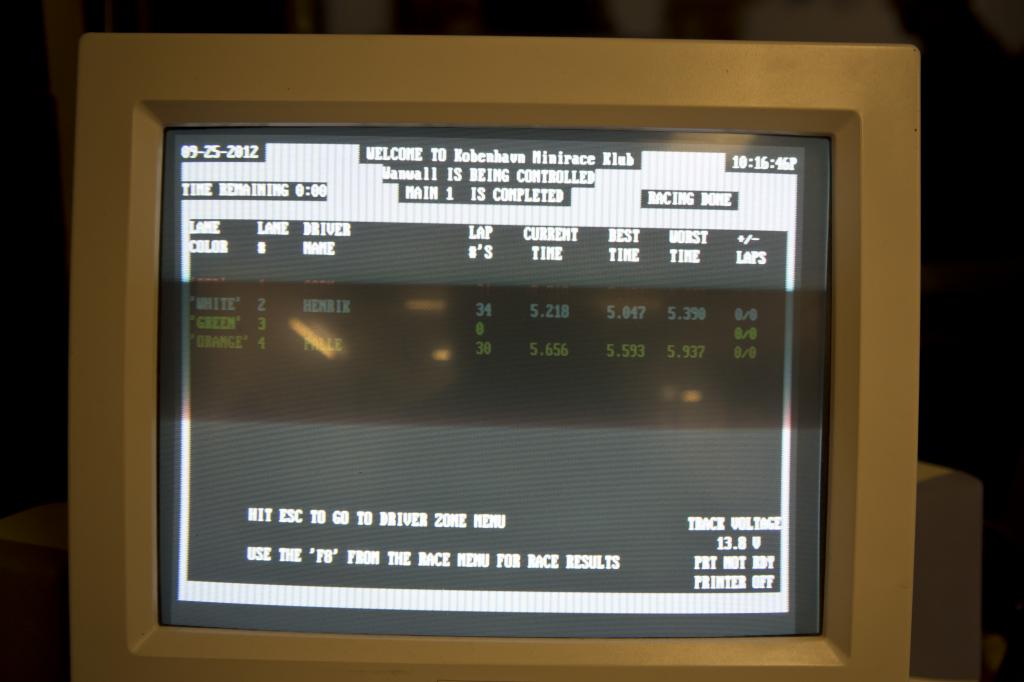 09-25-2012 WELCOME TO Kobenhavn Minirace Klub 10:16:46P
Vanwall IS BEING CONTROLLED
TIME REMAINING 0:00 MAIN 1 IS COMPLETED RACING DONE
LANE LANE DRIVER LAP CURRENT BEST WORST +/-
COLOR # NAME #'S TIME TIME TIME LAPS
"WHITE" 2 HENRIK 34 5.218 5.047 5.390 0/0
"GREEN" 3 0 0/0
"ORANGE" 4 PALLE 30 5.656 5.593 5.937 0/0
HIT ESC TO GO TO DRIVER ZONE MENU
USE THE 'F8' FROM THE RACE MENU FOR RACE RESULTS
TRACK VOLTAGE
13.8 V
PRT NOT RDY
PRINTER OFF